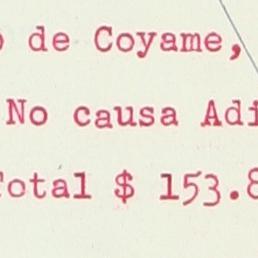 de Coyame,
No causa Adi
Total $ 153.8